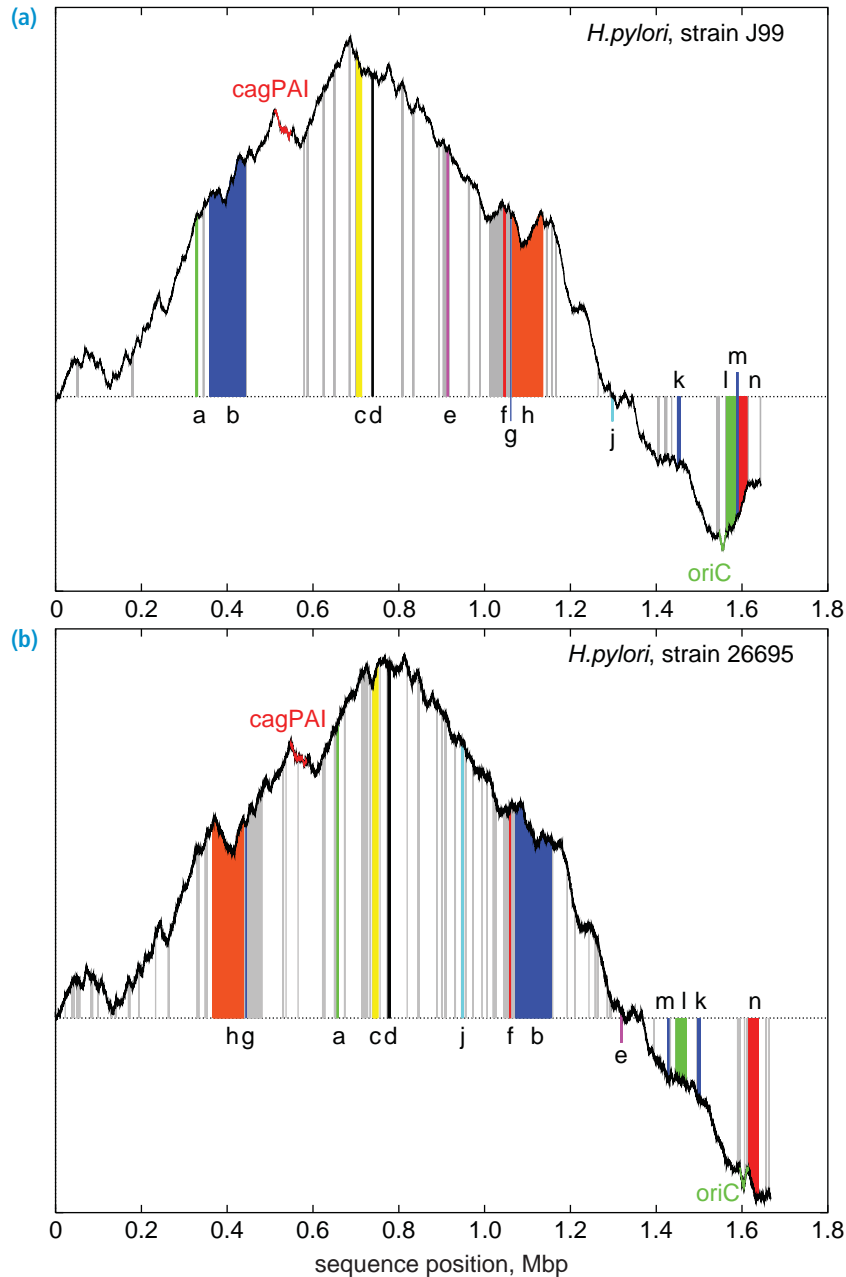 (a)
H.pylori, strain J99
cagPAI
a b c d e f g h j k l m n
oriC
0 0.2 0.4 0.6 0.8 1.0 1.2 1.4 1.6 1.8
(b)
H.pylori, strain 26695
cagPAI
h g a c d j f b e m l k n
oriC
0 0.2 0.4 0.6 0.8 1.0 1.2 1.4 1.6 1.8
sequence position, Mbp